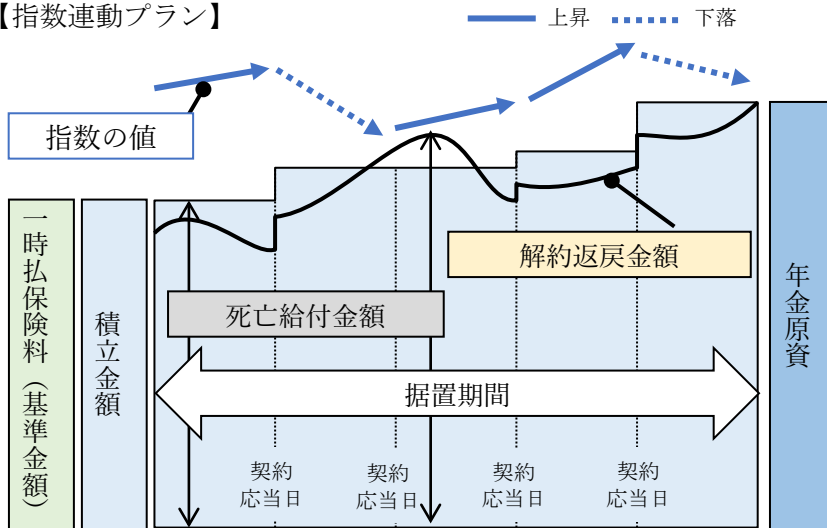 【指数連動プラン】
上昇
下落
指数の値
解約返戻金額
死亡給付金額
据置期間
一時払保険料（基準金額）
積立金額
年金原資
契約
応当日
契約
応当日
契約
応当日
契約
応当日